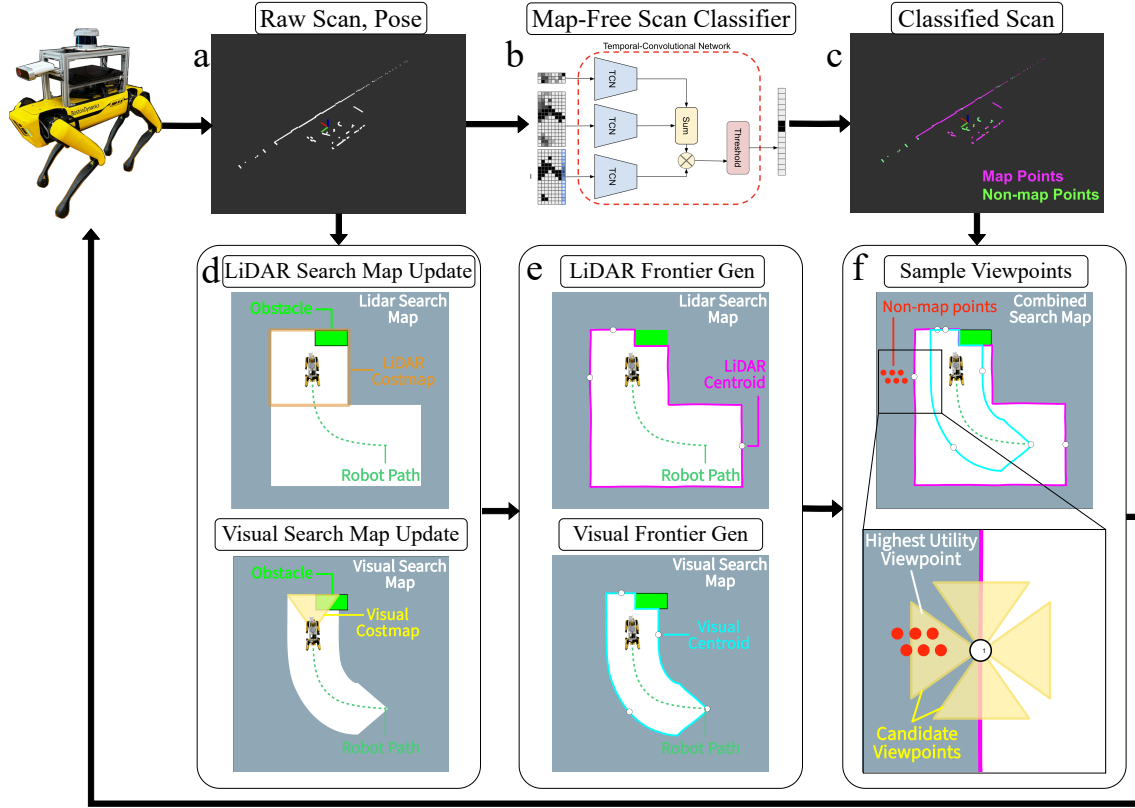 Raw Scan, Pose
Map-Free Scan Classifier
Classified Scan
a
b
c
Temporal-Convolutional Network
TCN
TCN
TCN
Sum
Threshold
Map Points
Non-map Points
BostonDynamics
d
LiDAR Search Map Update
Obstacle
Lidar Search
Map
LiDAR
Costmap
Robot Path
Visual Search Map Update
Obstacle
Visual Search
Map
Visual
Costmap
Robot Path
e
LiDAR Frontier Gen
Lidar Search
Map
LiDAR
Centroid
Robot Path
Visual Frontier Gen
Visual Search
Map
Visual
Centroid
Robot Path
f
Sample Viewpoints
Non-map points
Combined
Search Map
Highest Utility
Viewpoint
1
Candidate
Viewpoints